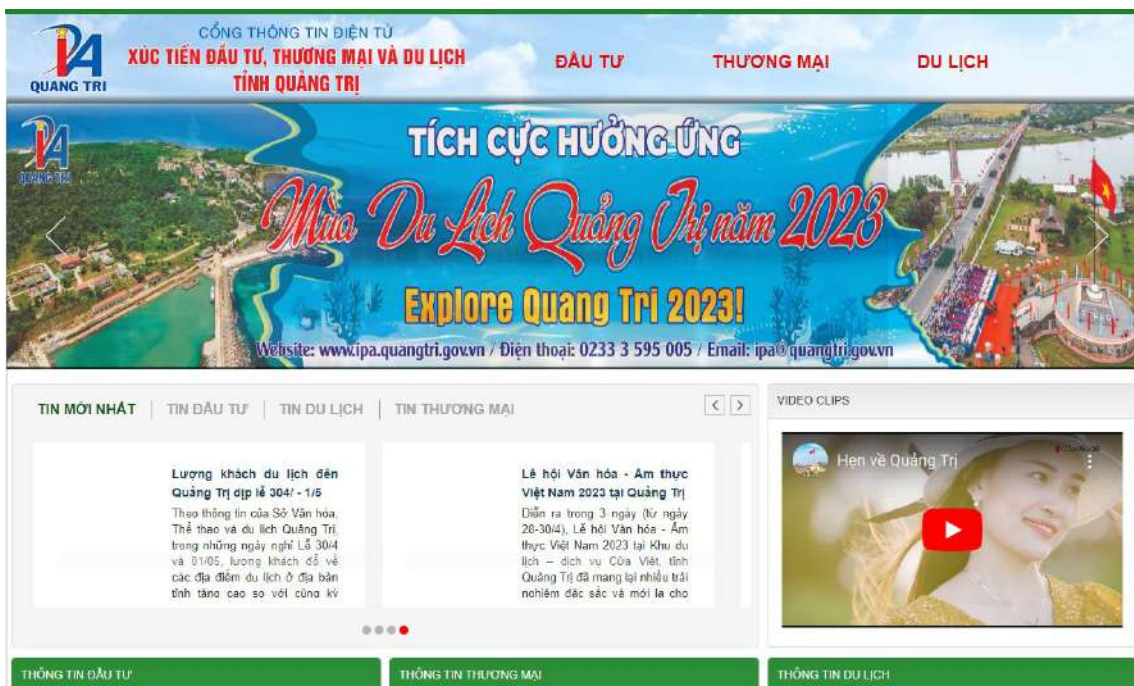 QUANG TRI
CỔNG THÔNG TIN ĐIỆN TỬ
XÚC TIẾN ĐẦU TƯ, THƯƠNG MẠI VÀ DU LỊCH
TỈNH QUẢNG TRỊ
ĐẦU TƯ
THƯƠNG MẠI
DU LỊCH
QUANG TRI
TÍCH CỰC HƯỞNG ỨNG
Mùa Du Lịch Quảng Trị năm 2023
Explore Quang Tri 2023!
Website: www.ipa.quangtri.gov.vn / Điện thoại: 0233 3 595 005 / Email: ipa@quangtri.gov.vn
TIN MỚI NHẤT
TIN ĐẦU TƯ
TIN DU LỊCH
TIN THƯƠNG MẠI
Lượng khách du lịch đến
Quảng Trị dịp lễ 304/ - 1/5
Theo thông tin của Sở Văn hóa,
Thể thao và du lịch Quảng Trị,
trong những ngày nghỉ Lễ 30/4
và 01/05, lượng khách đổ về
các địa điểm du lịch ở địa bàn
tỉnh tăng cao so với cùng kỳ
Lễ hội Văn hóa - Ẩm thực
Việt Nam 2023 tại Quảng Trị
Diễn ra trong 3 ngày (từ ngày
28-30/4), Lễ hội Văn hóa - Ẩm
thực Việt Nam 2023 tại Khu du
lịch – dịch vụ Cửa Việt, tỉnh
Quảng Trị đã mang lại nhiều trải
nghiệm đặc sắc và mới lạ cho
VIDEO CLIPS
Hẹn về Quảng Trị
THÔNG TIN ĐẦU TƯ
THÔNG TIN THƯƠNG MẠI
THÔNG TIN DU LỊCH